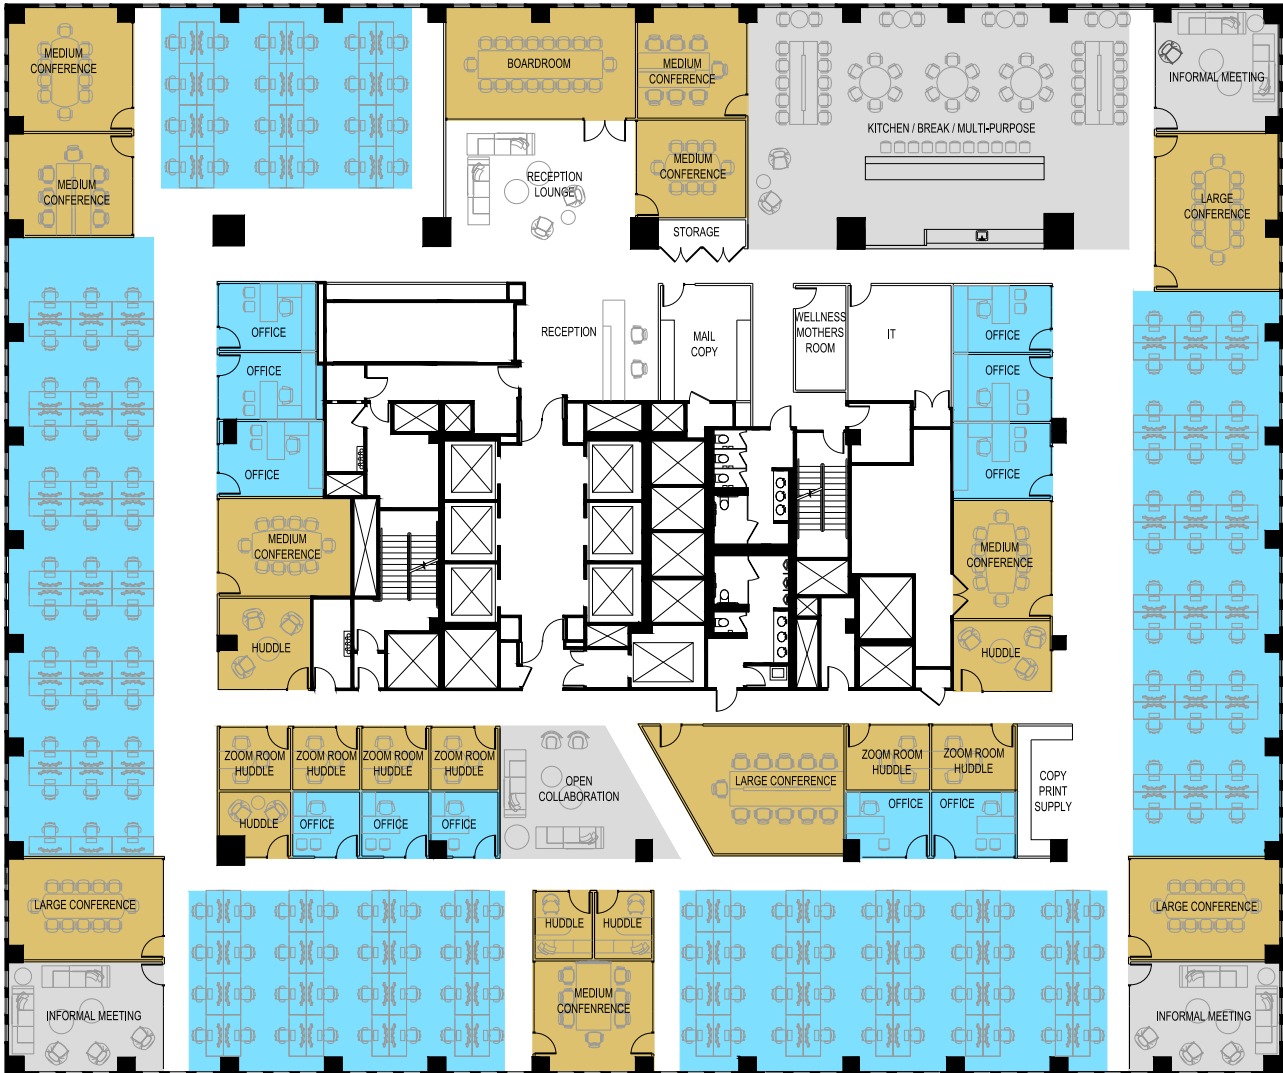 MEDIUM
CONFERENCE
BOARDROOM
MEDIUM
CONFERENCE
INFORMAL MEETING
KITCHEN / BREAK / MULTI-PURPOSE
MEDIUM
CONFERENCE
RECEPTION
LOUNGE
MEDIUM
CONFERENCE
LARGE
CONFERENCE
STORAGE
OFFICE
RECEPTION
MAIL
COPY
WELLNESS
MOTHERS
ROOM
IT
OFFICE
OFFICE
OFFICE
OFFICE
OFFICE
MEDIUM
CONFERENCE
MEDIUM
CONFERENCE
HUDDLE
HUDDLE
ZOOM ROOM
HUDDLE
ZOOM ROOM
HUDDLE
ZOOM ROOM
HUDDLE
ZOOM ROOM
HUDDLE
OPEN
COLLABORATION
LARGE CONFERENCE
ZOOM ROOM
HUDDLE
ZOOM ROOM
HUDDLE
COPY
PRINT
SUPPLY
HUDDLE
OFFICE
OFFICE
OFFICE
OFFICE
OFFICE
LARGE CONFERENCE
HUDDLE
HUDDLE
LARGE CONFERENCE
INFORMAL MEETING
MEDIUM
CONFENRENCE
INFORMAL MEETING